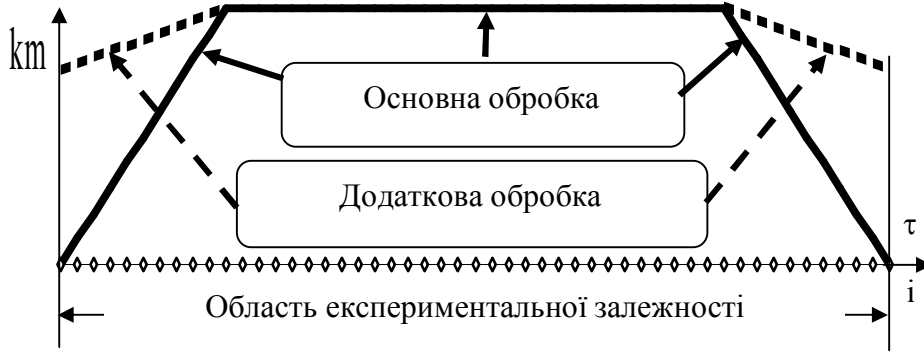 km
Основна обробка
Додаткова обробка
τ
i
Область експериментальної залежності